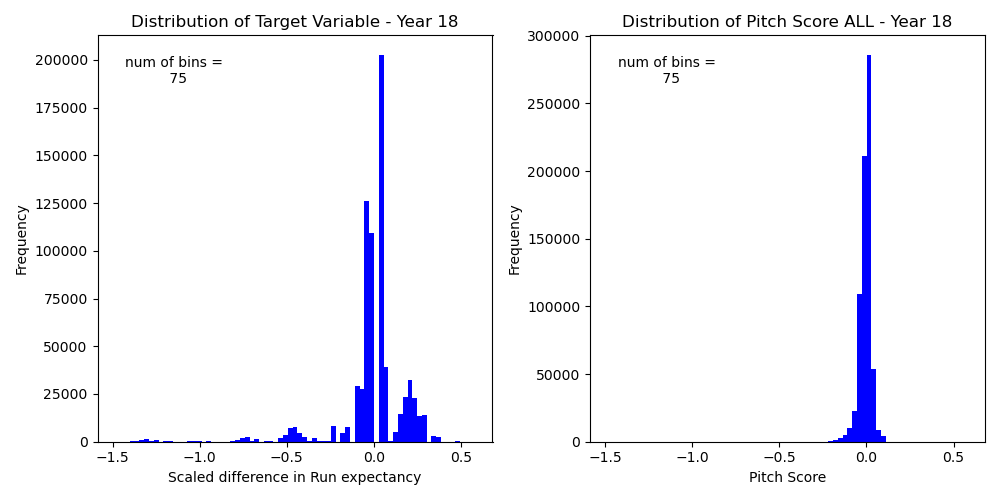 Distribution of Target Variable - Year 18
num of bins =
75
200000
175000
150000
125000
100000
75000
50000
25000
0
Frequency
−1.5 −1.0 −0.5 0.0 0.5
Scaled difference in Run expectancy
Distribution of Pitch Score ALL - Year 18
num of bins =
75
300000
250000
200000
150000
100000
50000
0
Frequency
−1.5 −1.0 −0.5 0.0 0.5
Pitch Score